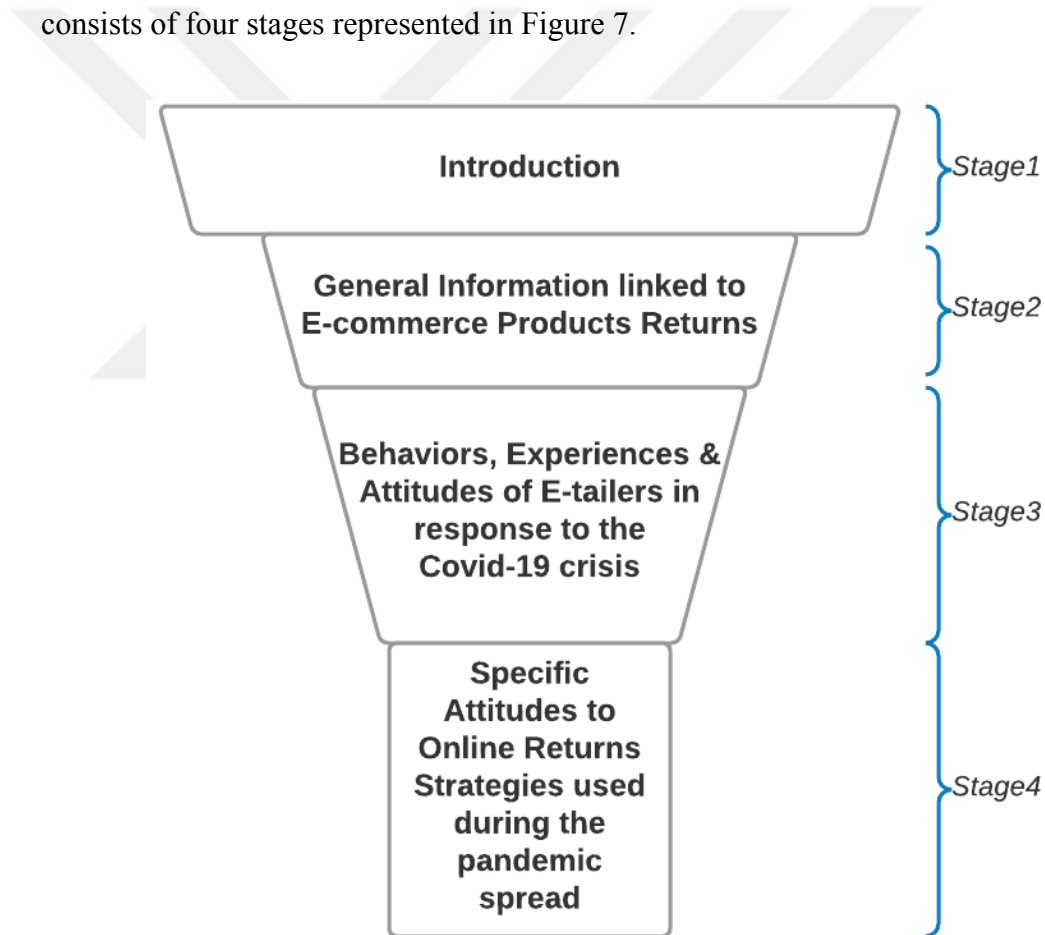 consists of four stages represented in Figure 7.
Introduction
Stage1
General Information linked to
E-commerce Products Returns
Stage2
Behaviors, Experiences &
Attitudes of E-tailers in
response to the
Covid-19 crisis
Stage3
Specific
Attitudes to
Online Returns
Strategies used
during the
pandemic
spread
Stage4